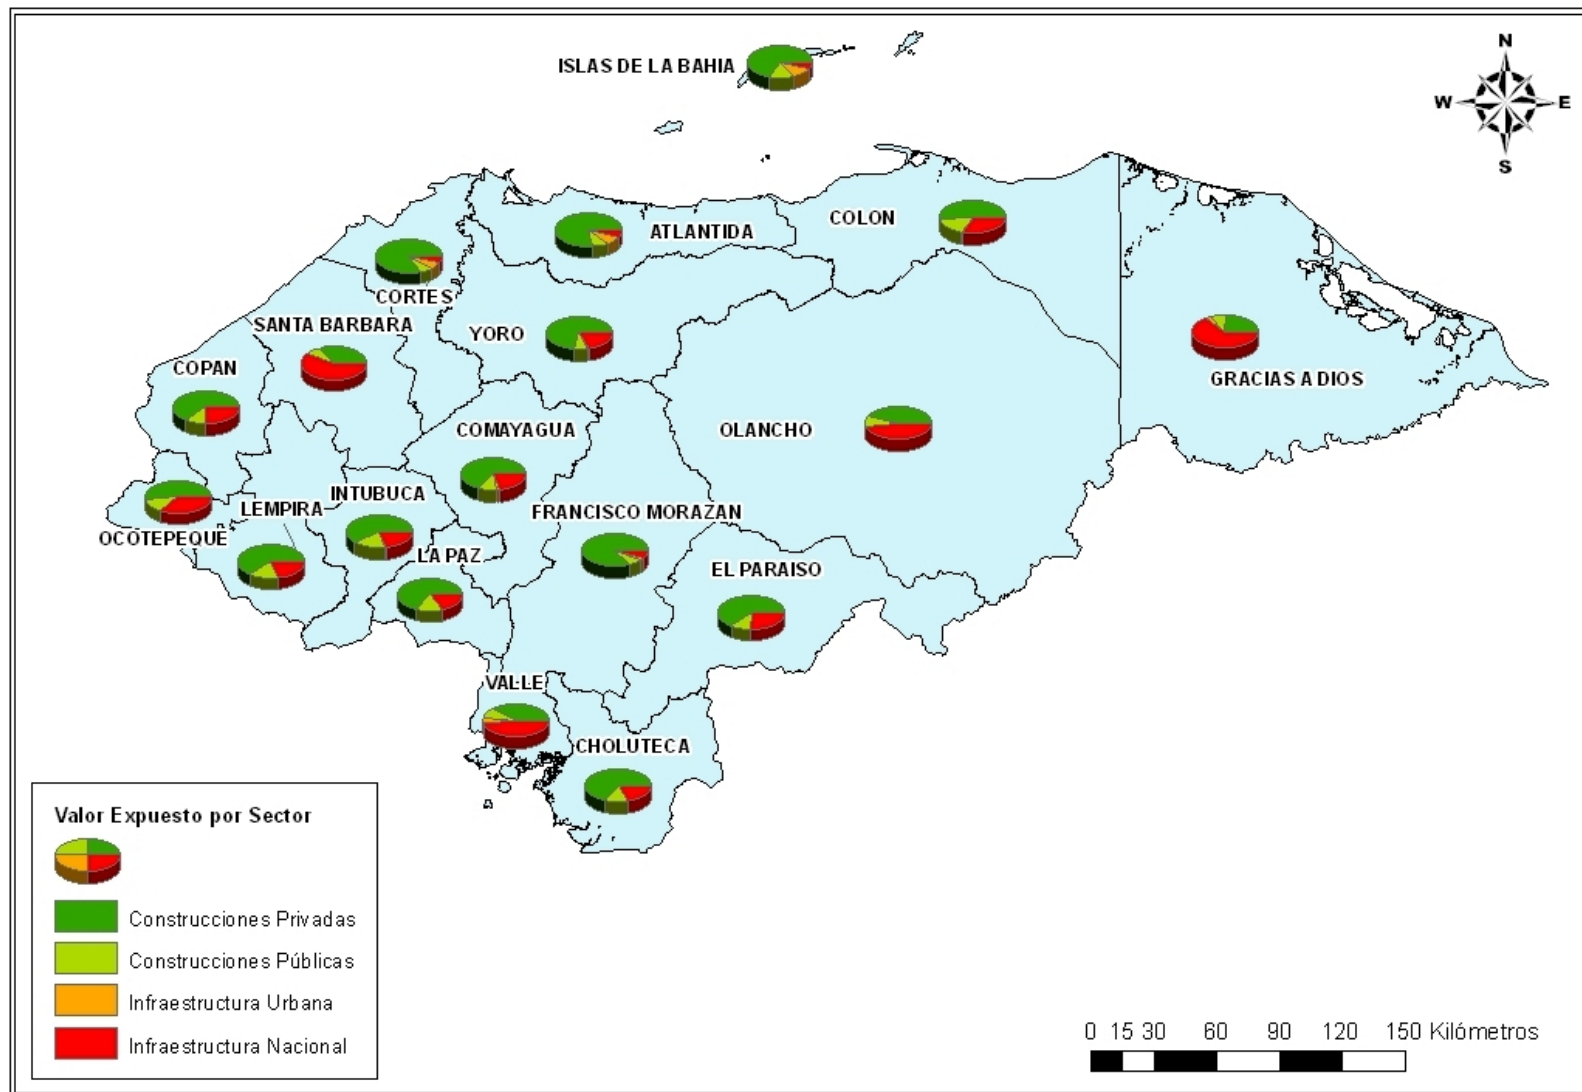 ISLAS DE LA BAHIA
N
W
E
S
COLON
ATLANTIDA
CORTES
SANTA BARBARA
YORO
COPAN
GRACIAS A DIOS
COMAYAGUA
OLANCHO
INTUBUCA
LEMPIRA
FRANCISCO MORAZAN
OCOTEPEQUE
LA PAZ
EL PARAISO
VALLE
CHOLUTECA
Valor Expuesto por Sector
Construcciones Privadas
Construcciones Públicas
Infraestructura Urbana
Infraestructura Nacional
0 15 30 60 90 120 150 Kilómetros